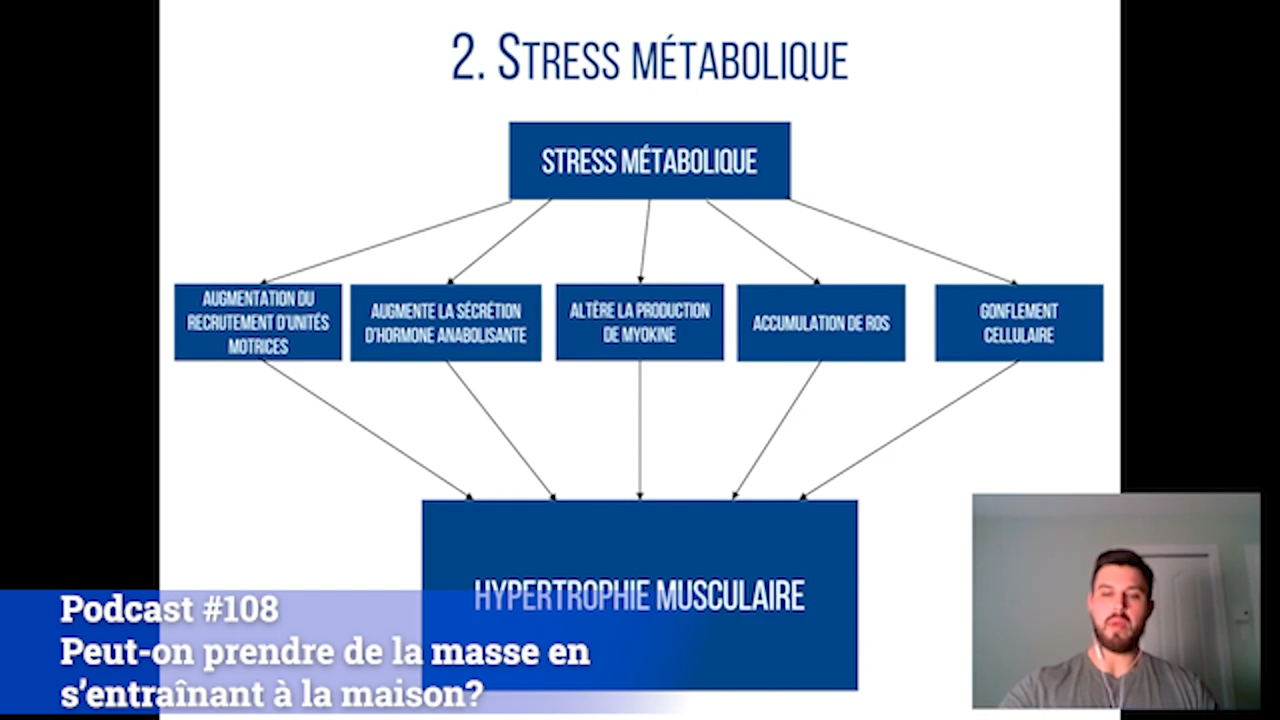 2. STRESS MÉTABOLIQUE
STRESS MÉTABOLIQUE
AUGMENTATION DU
RECRUTEMENT D'UNITÉS
MOTRICES
AUGMENTE LA SÉCRÉTION
D'HORMONE ANABOLISANTE
ALTÈRE LA PRODUCTION
DE MYOKINE
ACCUMULATION DE ROS
GONFLEMENT
CELLULAIRE
HYPERTROPHIE MUSCULAIRE
Podcast #108
Peut-on prendre de la masse en
s'entraînant à la maison?